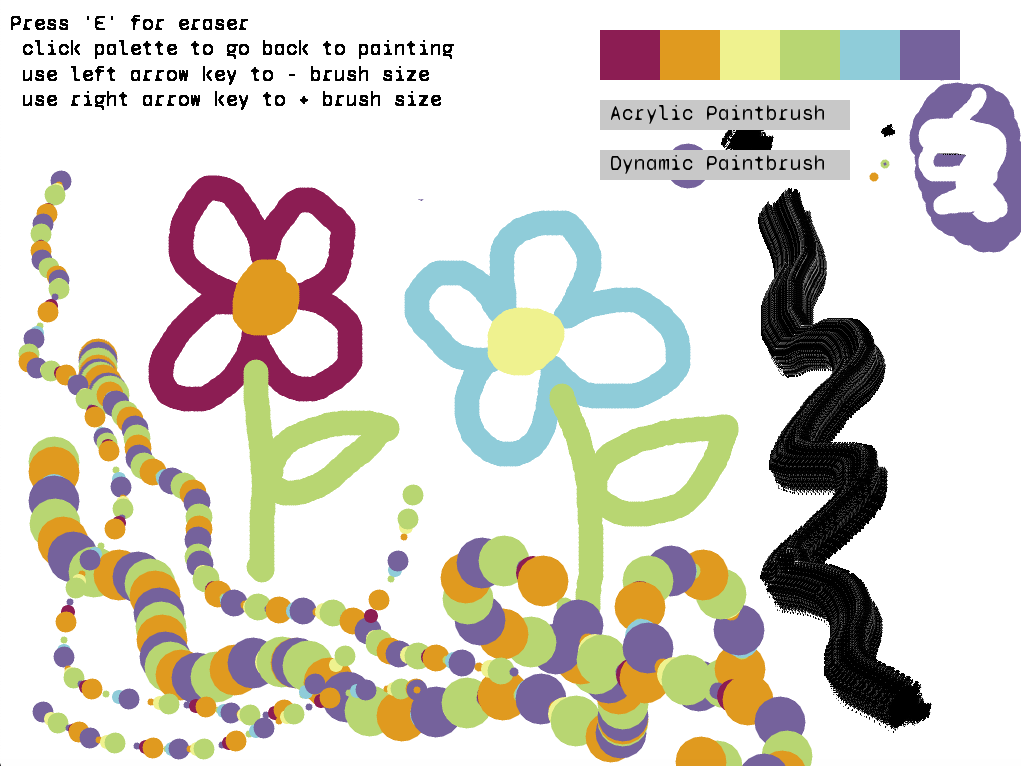 Press 'E' for eraser
click palette to go back to painting
use left arrow key to - brush size
use right arrow key to + brush size
Acrylic Paintbrush
Dynamic Paintbrush